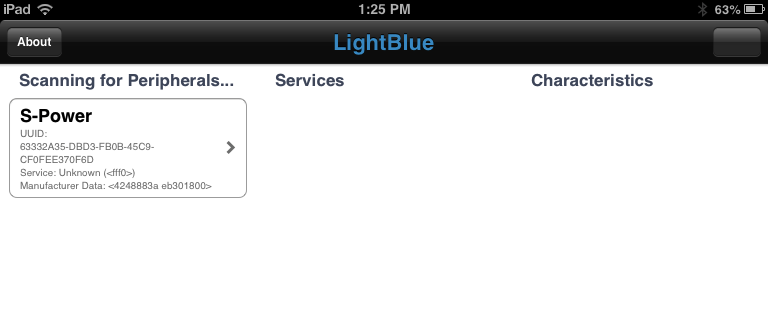 iPad 1:25 PM 63%
About LightBlue
Scanning for Peripherals... Services Characteristics
S-Power
UUID:
63332A35-DBD3-FB0B-45C9-
CF0FEE370F6D
Service: Unknown (<fff0>)
Manufacturer Data: <4248883a eb301800>